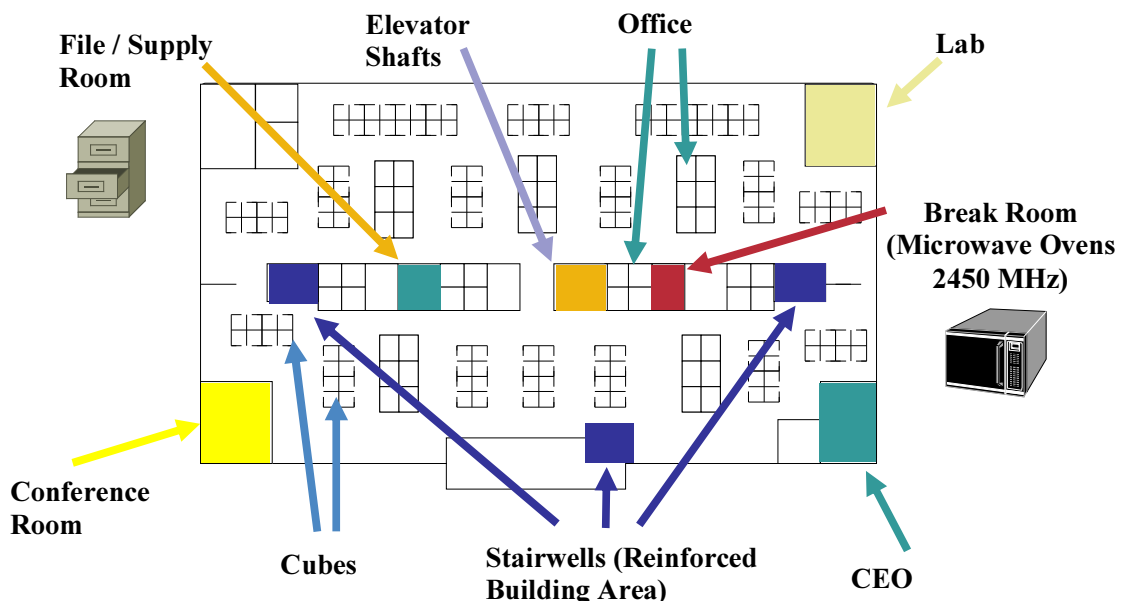 File / Supply
Room
Elevator
Shafts
Office
Lab
Break Room
(Microwave Ovens
2450 MHz)
Conference
Room
Cubes
Stairwells (Reinforced
Building Area)
CEO